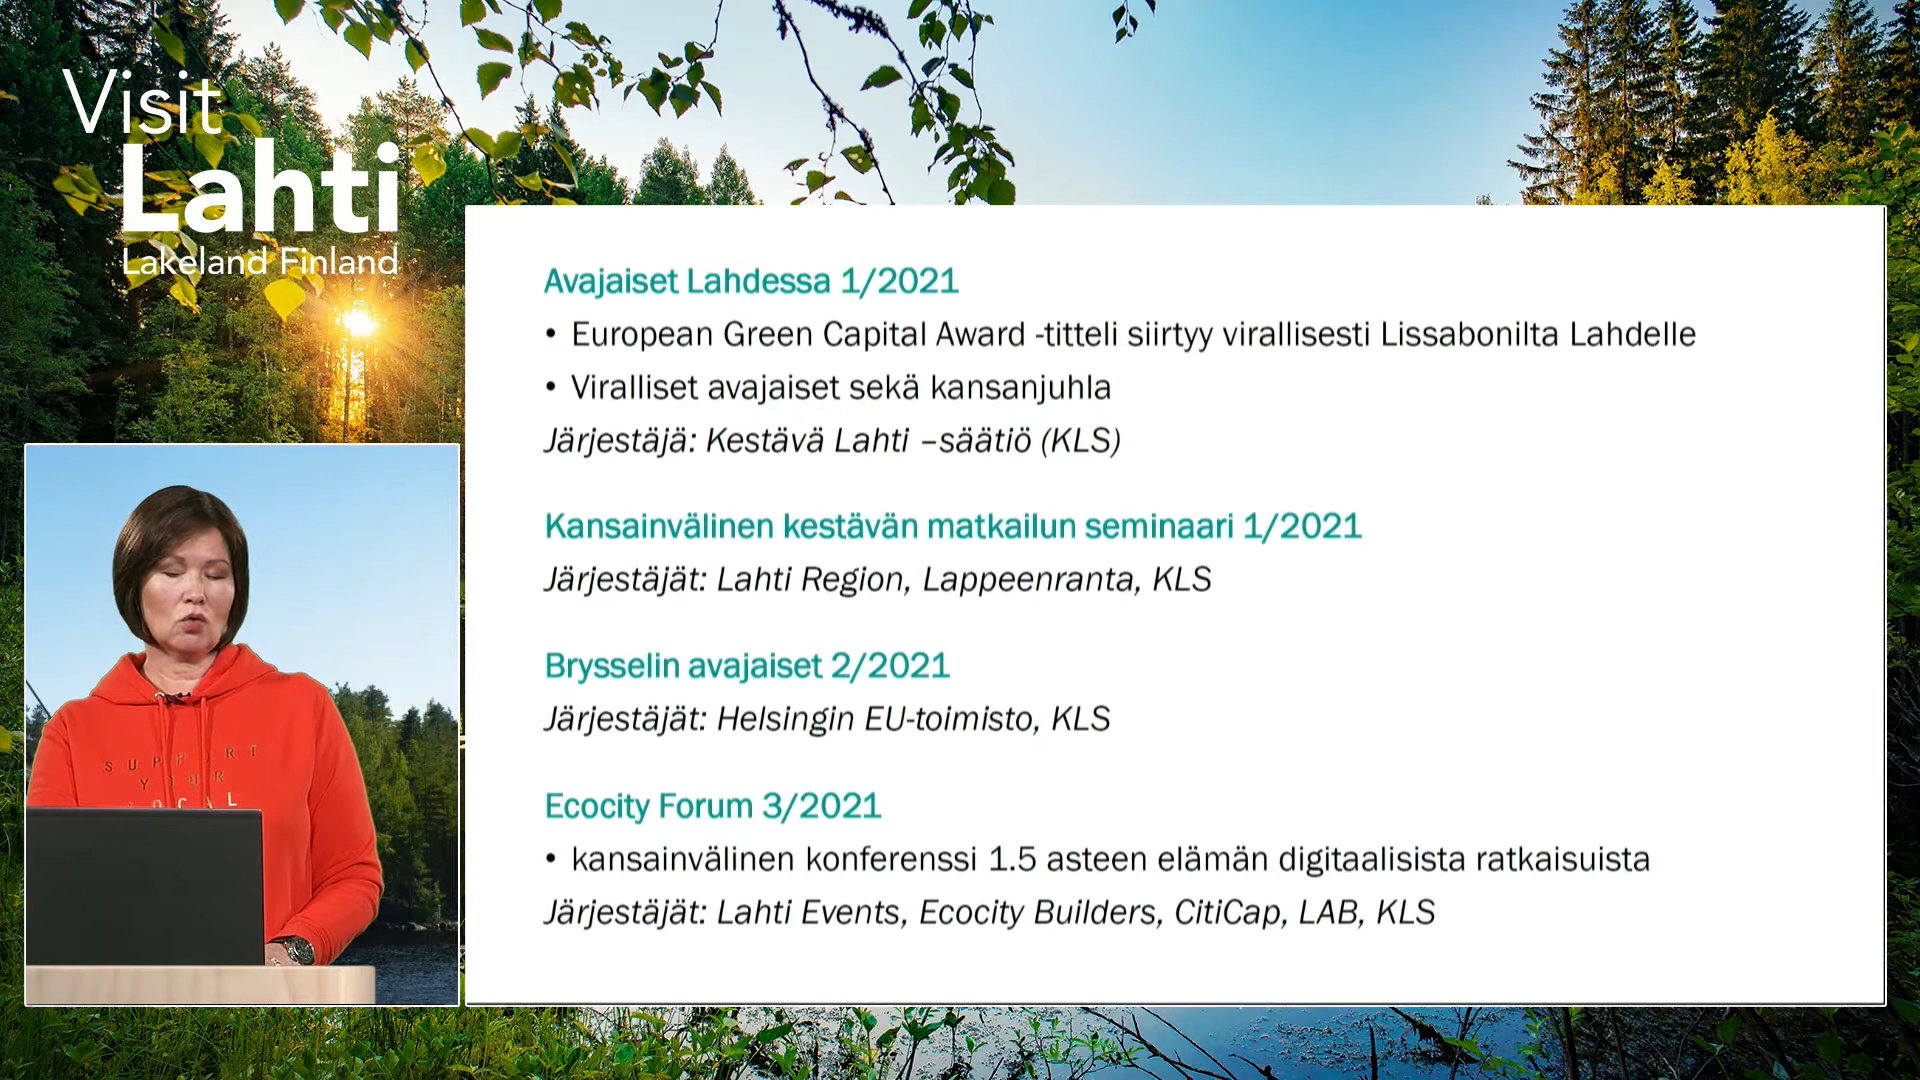 Visit
Lahti
Lakeland Finland
Avajaiset Lahdessa 1/2021
• European Green Capital Award -titteli siirtyy virallisesti Lissabonilta Lahdelle
• Viralliset avajaiset sekä kansanjuhla
Järjestäjä: Kestävä Lahti –säätiö (KLS)
Kansainvälinen kestävän matkailun seminaari 1/2021
Järjestäjät: Lahti Region, Lappeenranta, KLS
Brysselin avajaiset 2/2021
Järjestäjät: Helsingin EU-toimisto, KLS
Ecocity Forum 3/2021
• kansainvälinen konferenssi 1.5 asteen elämän digitaalisista ratkaisuista
Järjestäjät: Lahti Events, Ecocity Builders, CitiCap, LAB, KLS
SUPPORT
YOUR
LOCAL